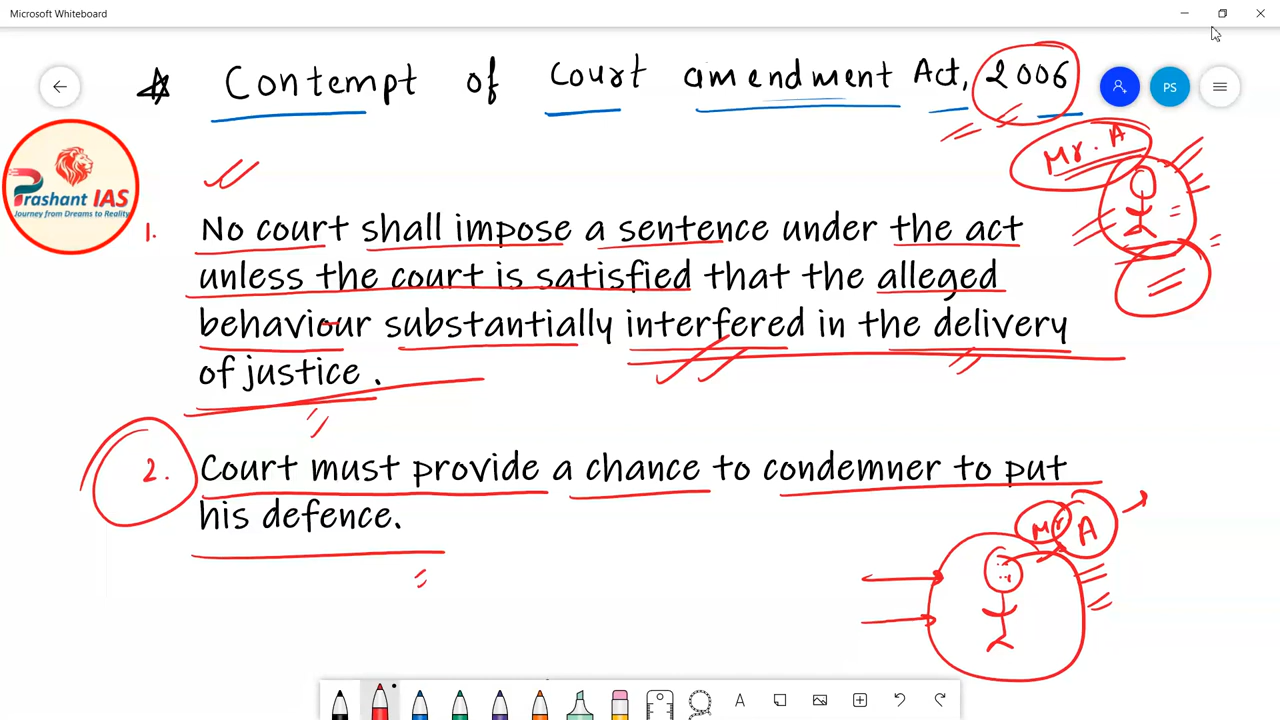 Microsoft Whiteboard
Contempt of Court amendment Act, 2006
PS
Mr. A
Prashant IAS
Journey from Dreams to Reality
1. No court shall impose a sentence under the act
unless the court is satisfied that the alleged
behaviour substantially interfered in the delivery
of justice .
2. Court must provide a chance to condemner to put
his defence.
Mr A
A